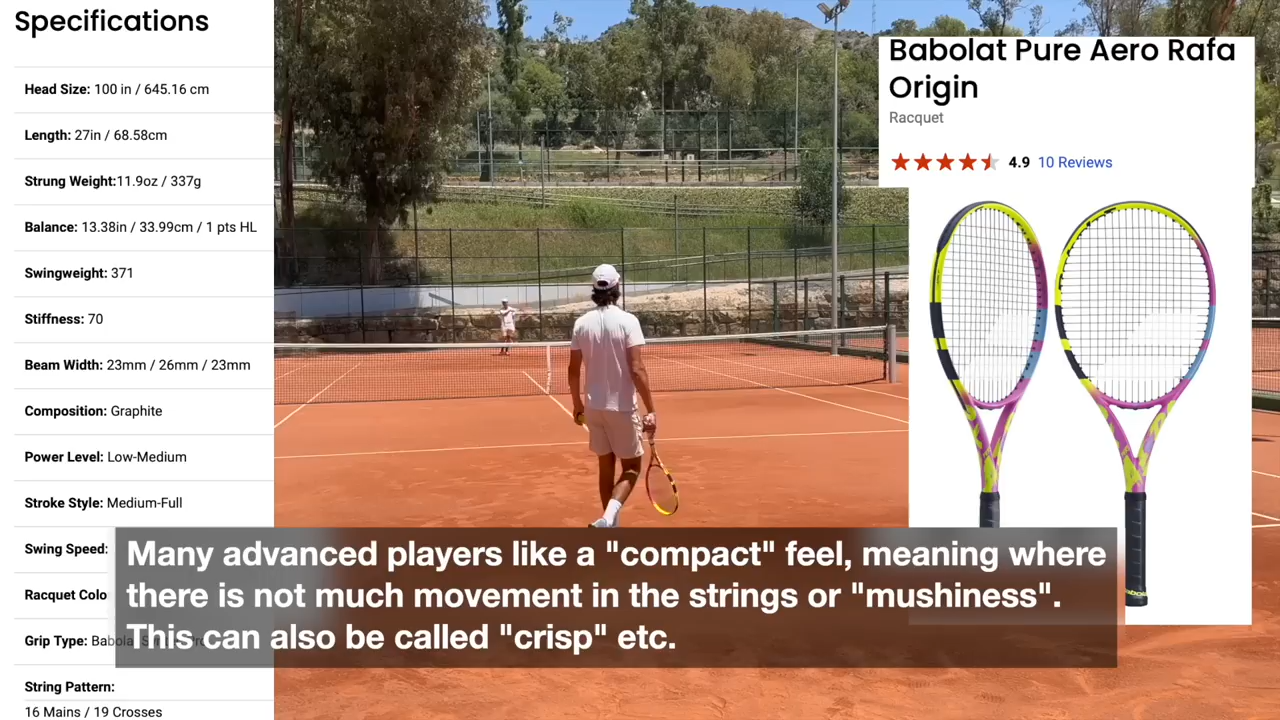 Specifications
Head Size: 100 in / 645.16 cm
Length: 27in / 68.58cm
Strung Weight:11.9oz / 337g
Balance: 13.38in / 33.99cm / 1 pts HL
Swingweight: 371
Stiffness: 70
Beam Width: 23mm / 26mm / 23mm
Composition: Graphite
Power Level: Low-Medium
Stroke Style: Medium-Full
Swing Speed:
Racquet Colo
Grip Type: Babola
String Pattern:
16 Mains / 19 Crosses
Babolat Pure Aero Rafa
Origin
Racquet
4.9 10 Reviews
Many advanced players like a "compact" feel, meaning where
there is not much movement in the strings or "mushiness".
This can also be called "crisp" etc.